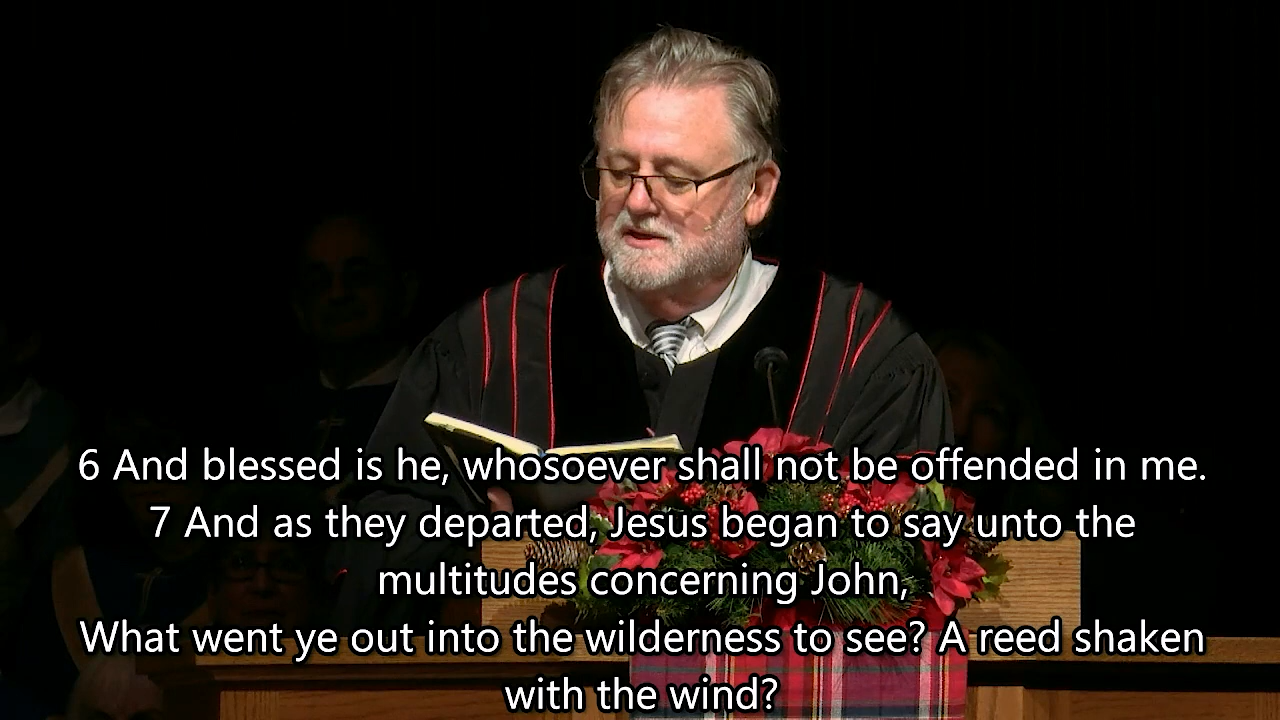 6 And blessed is he, whosoever shall not be offended in me.
7 And as they departed, Jesus began to say unto the
multitudes concerning John,
What went ye out into the wilderness to see? A reed shaken
with the wind?